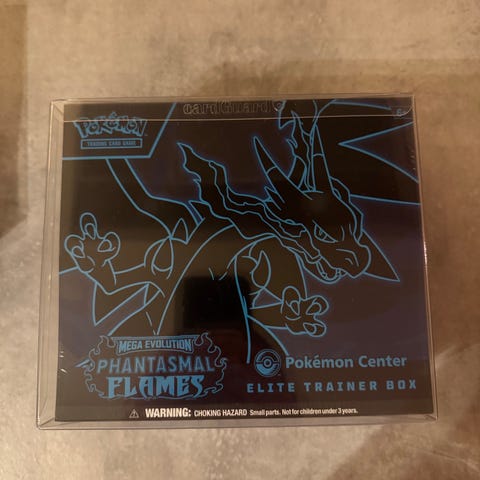 cardGuard
6+
POKÉMON
TRADING CARD GAME
MEGA EVOLUTION
PHANTASMAL
FLAMES
Pokémon Center
ELITE TRAINER BOX
⚠ WARNING: CHOKING HAZARD Small parts. Not for children under 3 years.